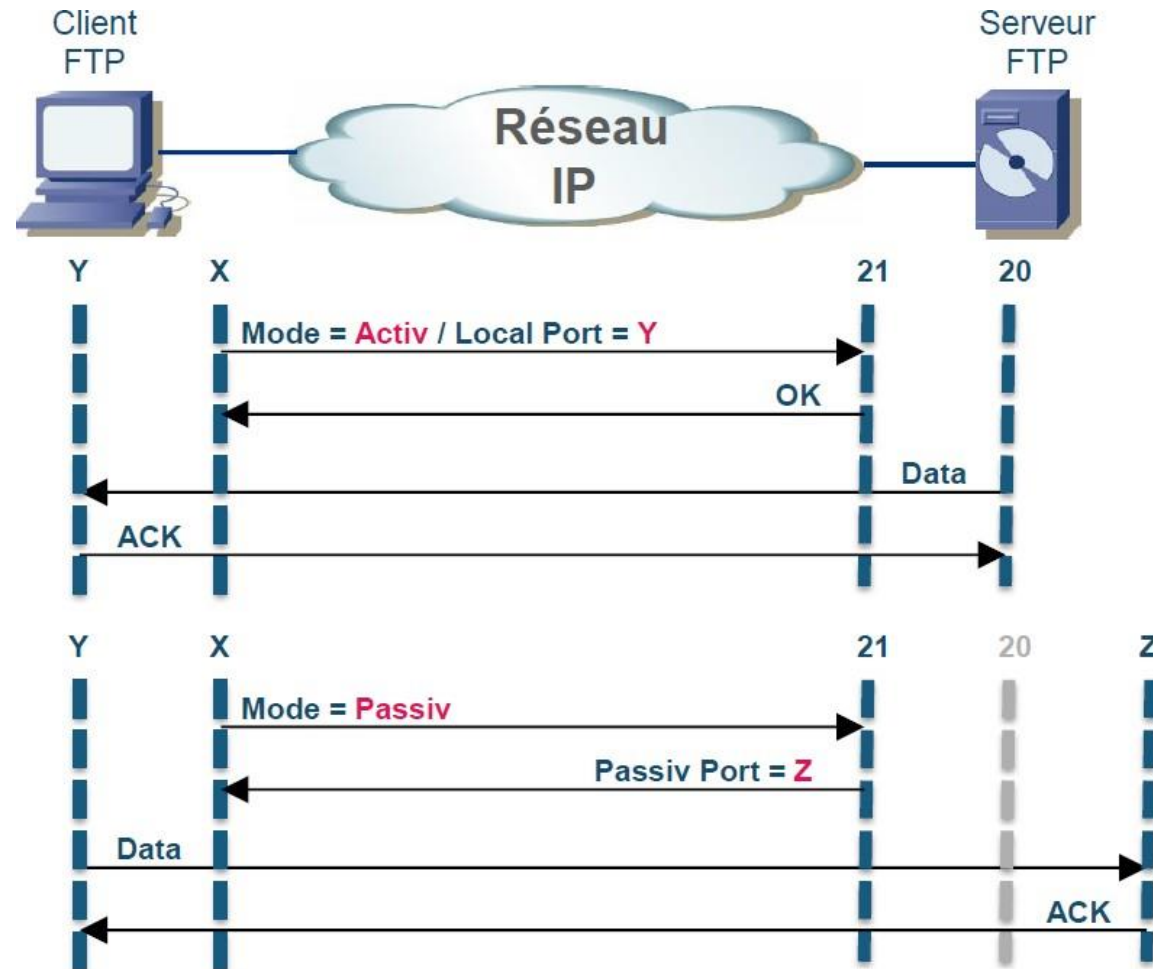 Client
FTP
Serveur
FTP
Réseau
IP
Y X 21 20
Mode = Activ / Local Port = Y
OK
Data
ACK
Y X 21 20 Z
Mode = Passiv
Passiv Port = Z
Data
ACK